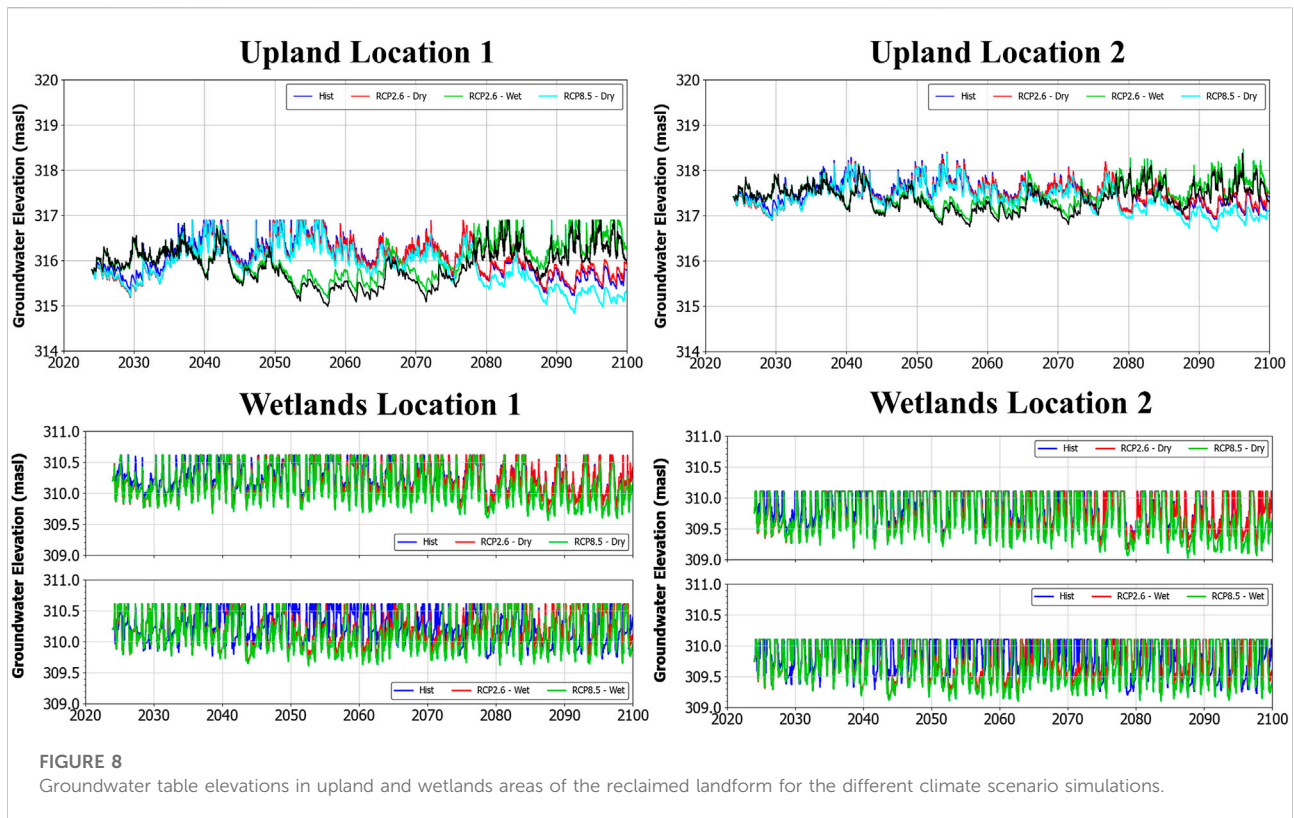 Upland Location 1
Groundwater Elevation (masl)
320
319
318
317
316
315
314
Hist RCP2.6 - Dry RCP2.6 - Wet RCP8.5 - Dry
2020 2030 2040 2050 2060 2070 2080 2090 2100
Upland Location 2
Groundwater Elevation (masl)
320
319
318
317
316
315
314
Hist RCP2.6 - Dry RCP2.6 - Wet RCP8.5 - Dry
2020 2030 2040 2050 2060 2070 2080 2090 2100
Wetlands Location 1
Groundwater Elevation (masl)
311.0
310.5
310.0
309.5
309.0
Hist RCP2.6 - Dry RCP8.5 - Dry
311.0
310.5
310.0
309.5
309.0
Hist RCP2.6 - Wet RCP8.5 - Wet
2020 2030 2040 2050 2060 2070 2080 2090 2100
Wetlands Location 2
Groundwater Elevation (masl)
311.0
310.5
310.0
309.5
309.0
Hist RCP2.6 - Dry RCP8.5 - Dry
311.0
310.5
310.0
309.5
309.0
Hist RCP2.6 - Wet RCP8.5 - Wet
2020 2030 2040 2050 2060 2070 2080 2090 2100
FIGURE 8
Groundwater table elevations in upland and wetlands areas of the reclaimed landform for the different climate scenario simulations.